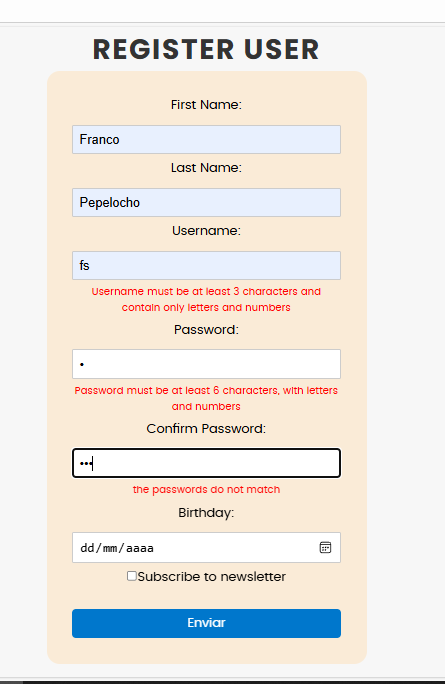 REGISTER USER
First Name:
Franco
Last Name:
Pepelocho
Username:
fs
Username must be at least 3 characters and
contain only letters and numbers
Password:
•
Password must be at least 6 characters, with letters
and numbers
Confirm Password:
•••
the passwords do not match
Birthday:
dd/mm/aaaa
Subscribe to newsletter
Enviar